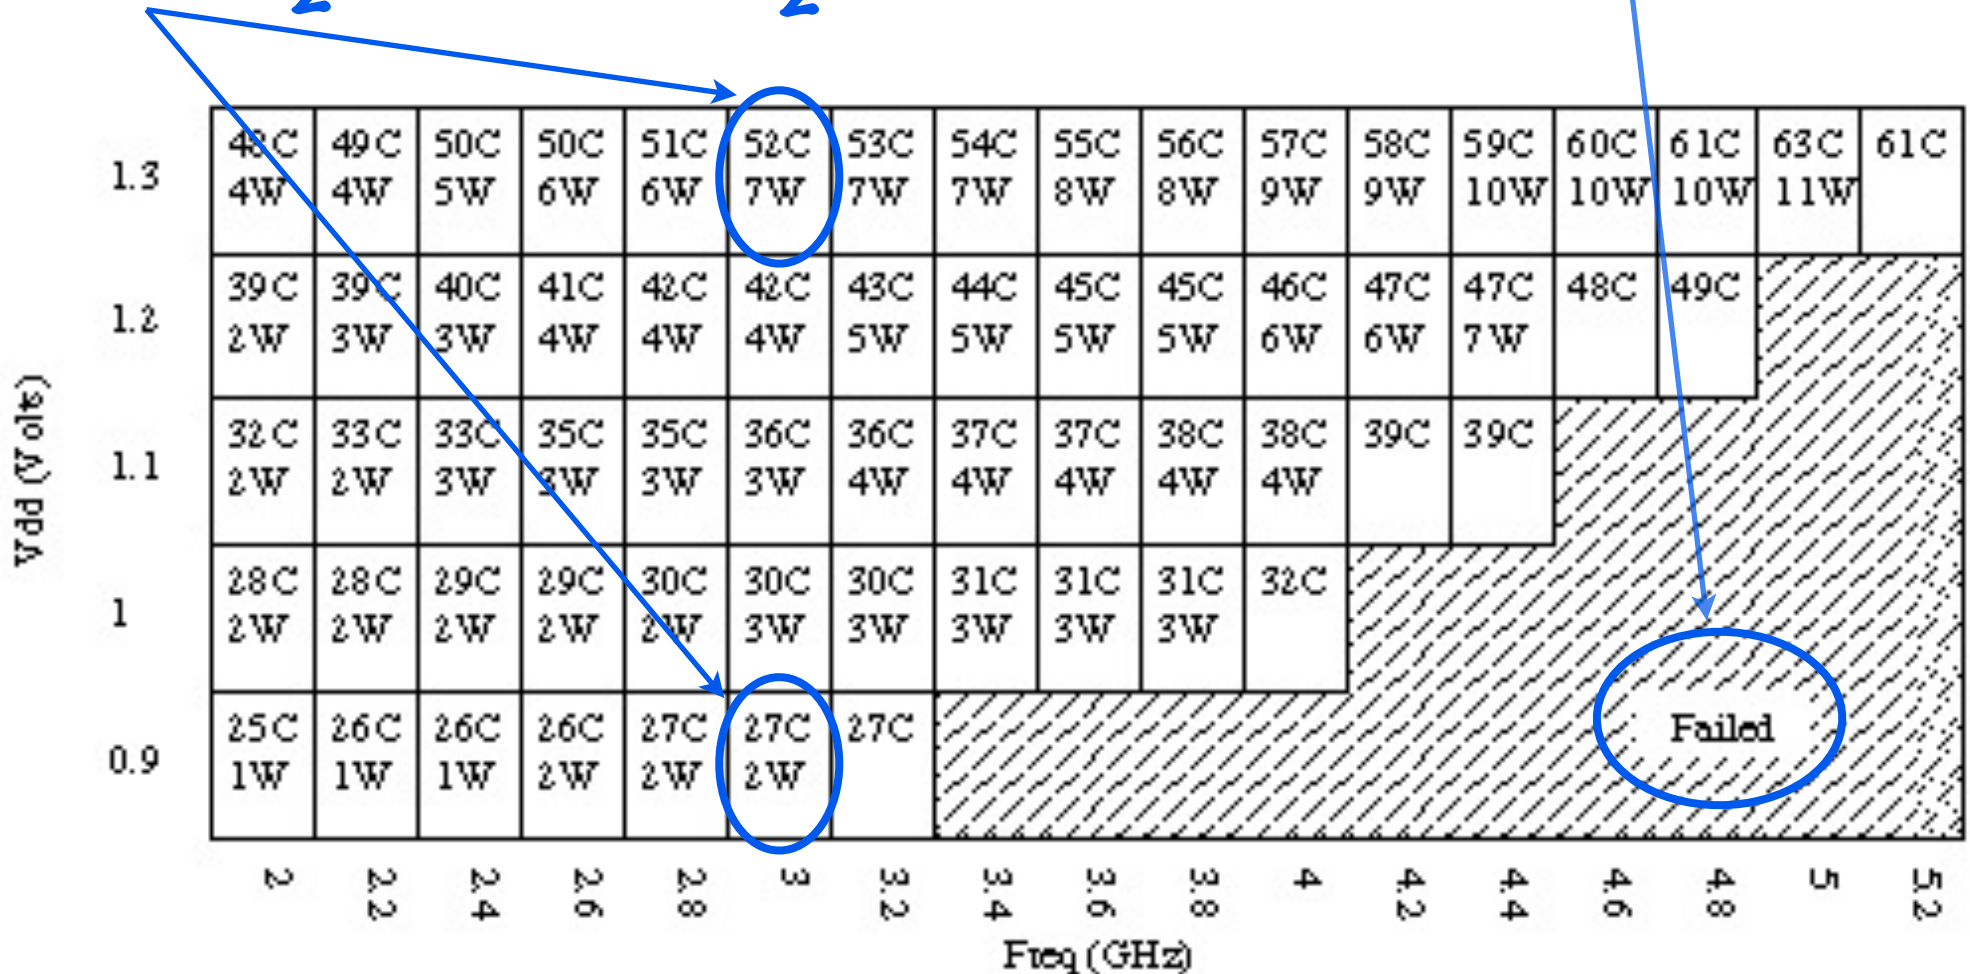 2 2
1.3 48C 49C 50C 50C 51C 52C 53C 54C 55C 56C 57C 58C 59C 60C 61C 63C 61C
4W 4W 5W 6W 6W 7W 7W 7W 8W 8W 9W 9W 10W 10W 10W 11W
1.2 39C 39C 40C 41C 42C 42C 43C 44C 45C 45C 46C 47C 47C 48C 49C
2W 3W 3W 4W 4W 4W 5W 5W 5W 5W 6W 6W 7W
1.1 32C 33C 33C 35C 35C 36C 36C 37C 37C 38C 38C 39C 39C
2W 2W 3W 3W 3W 3W 4W 4W 4W 4W 4W
1 28C 28C 29C 29C 30C 30C 30C 31C 31C 31C 32C
2W 2W 2W 2W 2W 3W 3W 3W 3W 3W
0.9 25C 26C 26C 26C 27C 27C 27C
1W 1W 1W 2W 2W 2W
Failed
Vdd (Volts)
2 2.2 2.4 2.6 2.8 3 3.2 3.4 3.6 3.8 4 4.2 4.4 4.6 4.8 5 5.2
Freq (GHz)